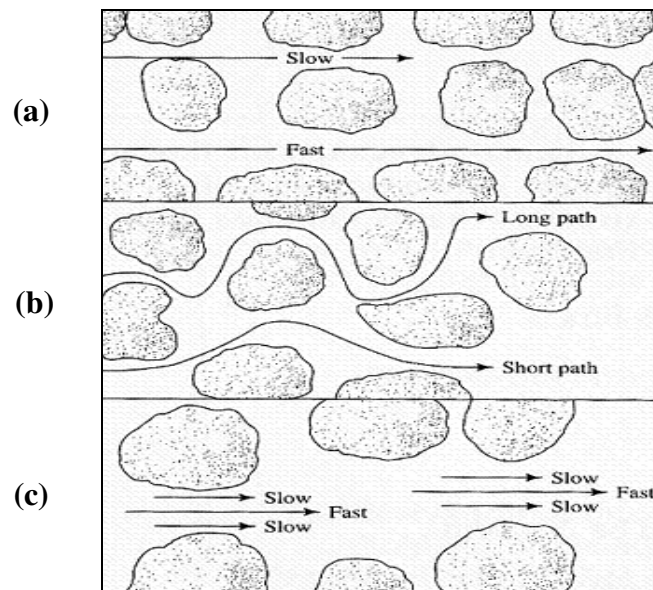 Slow
(a)
Fast
Long path
(b)
Short path
Slow
(c)
Slow
Fast
Slow
Fast
Slow